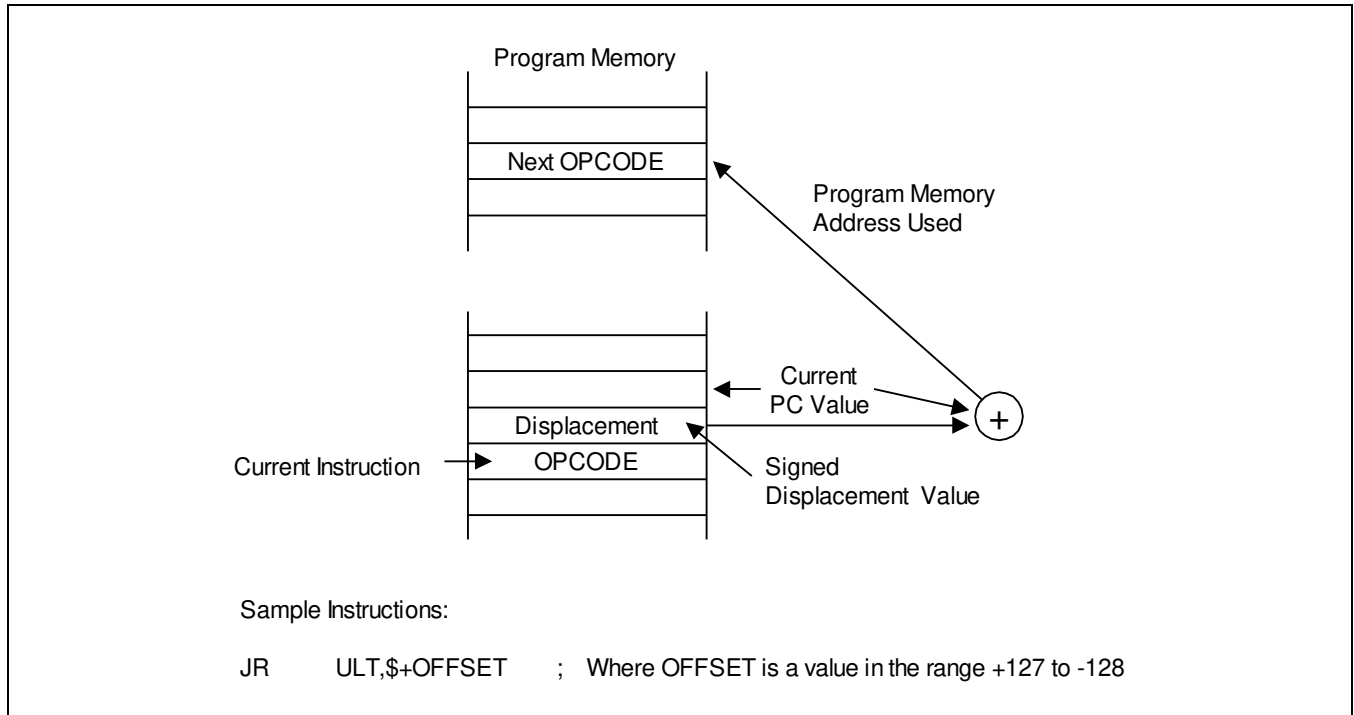 Program Memory
Next OPCODE
Program Memory
Address Used
Current
PC Value
Displacement
OPCODE
Current Instruction
Signed
Displacement Value
+
Sample Instructions:
JR ULT,$+OFFSET ; Where OFFSET is a value in the range +127 to -128